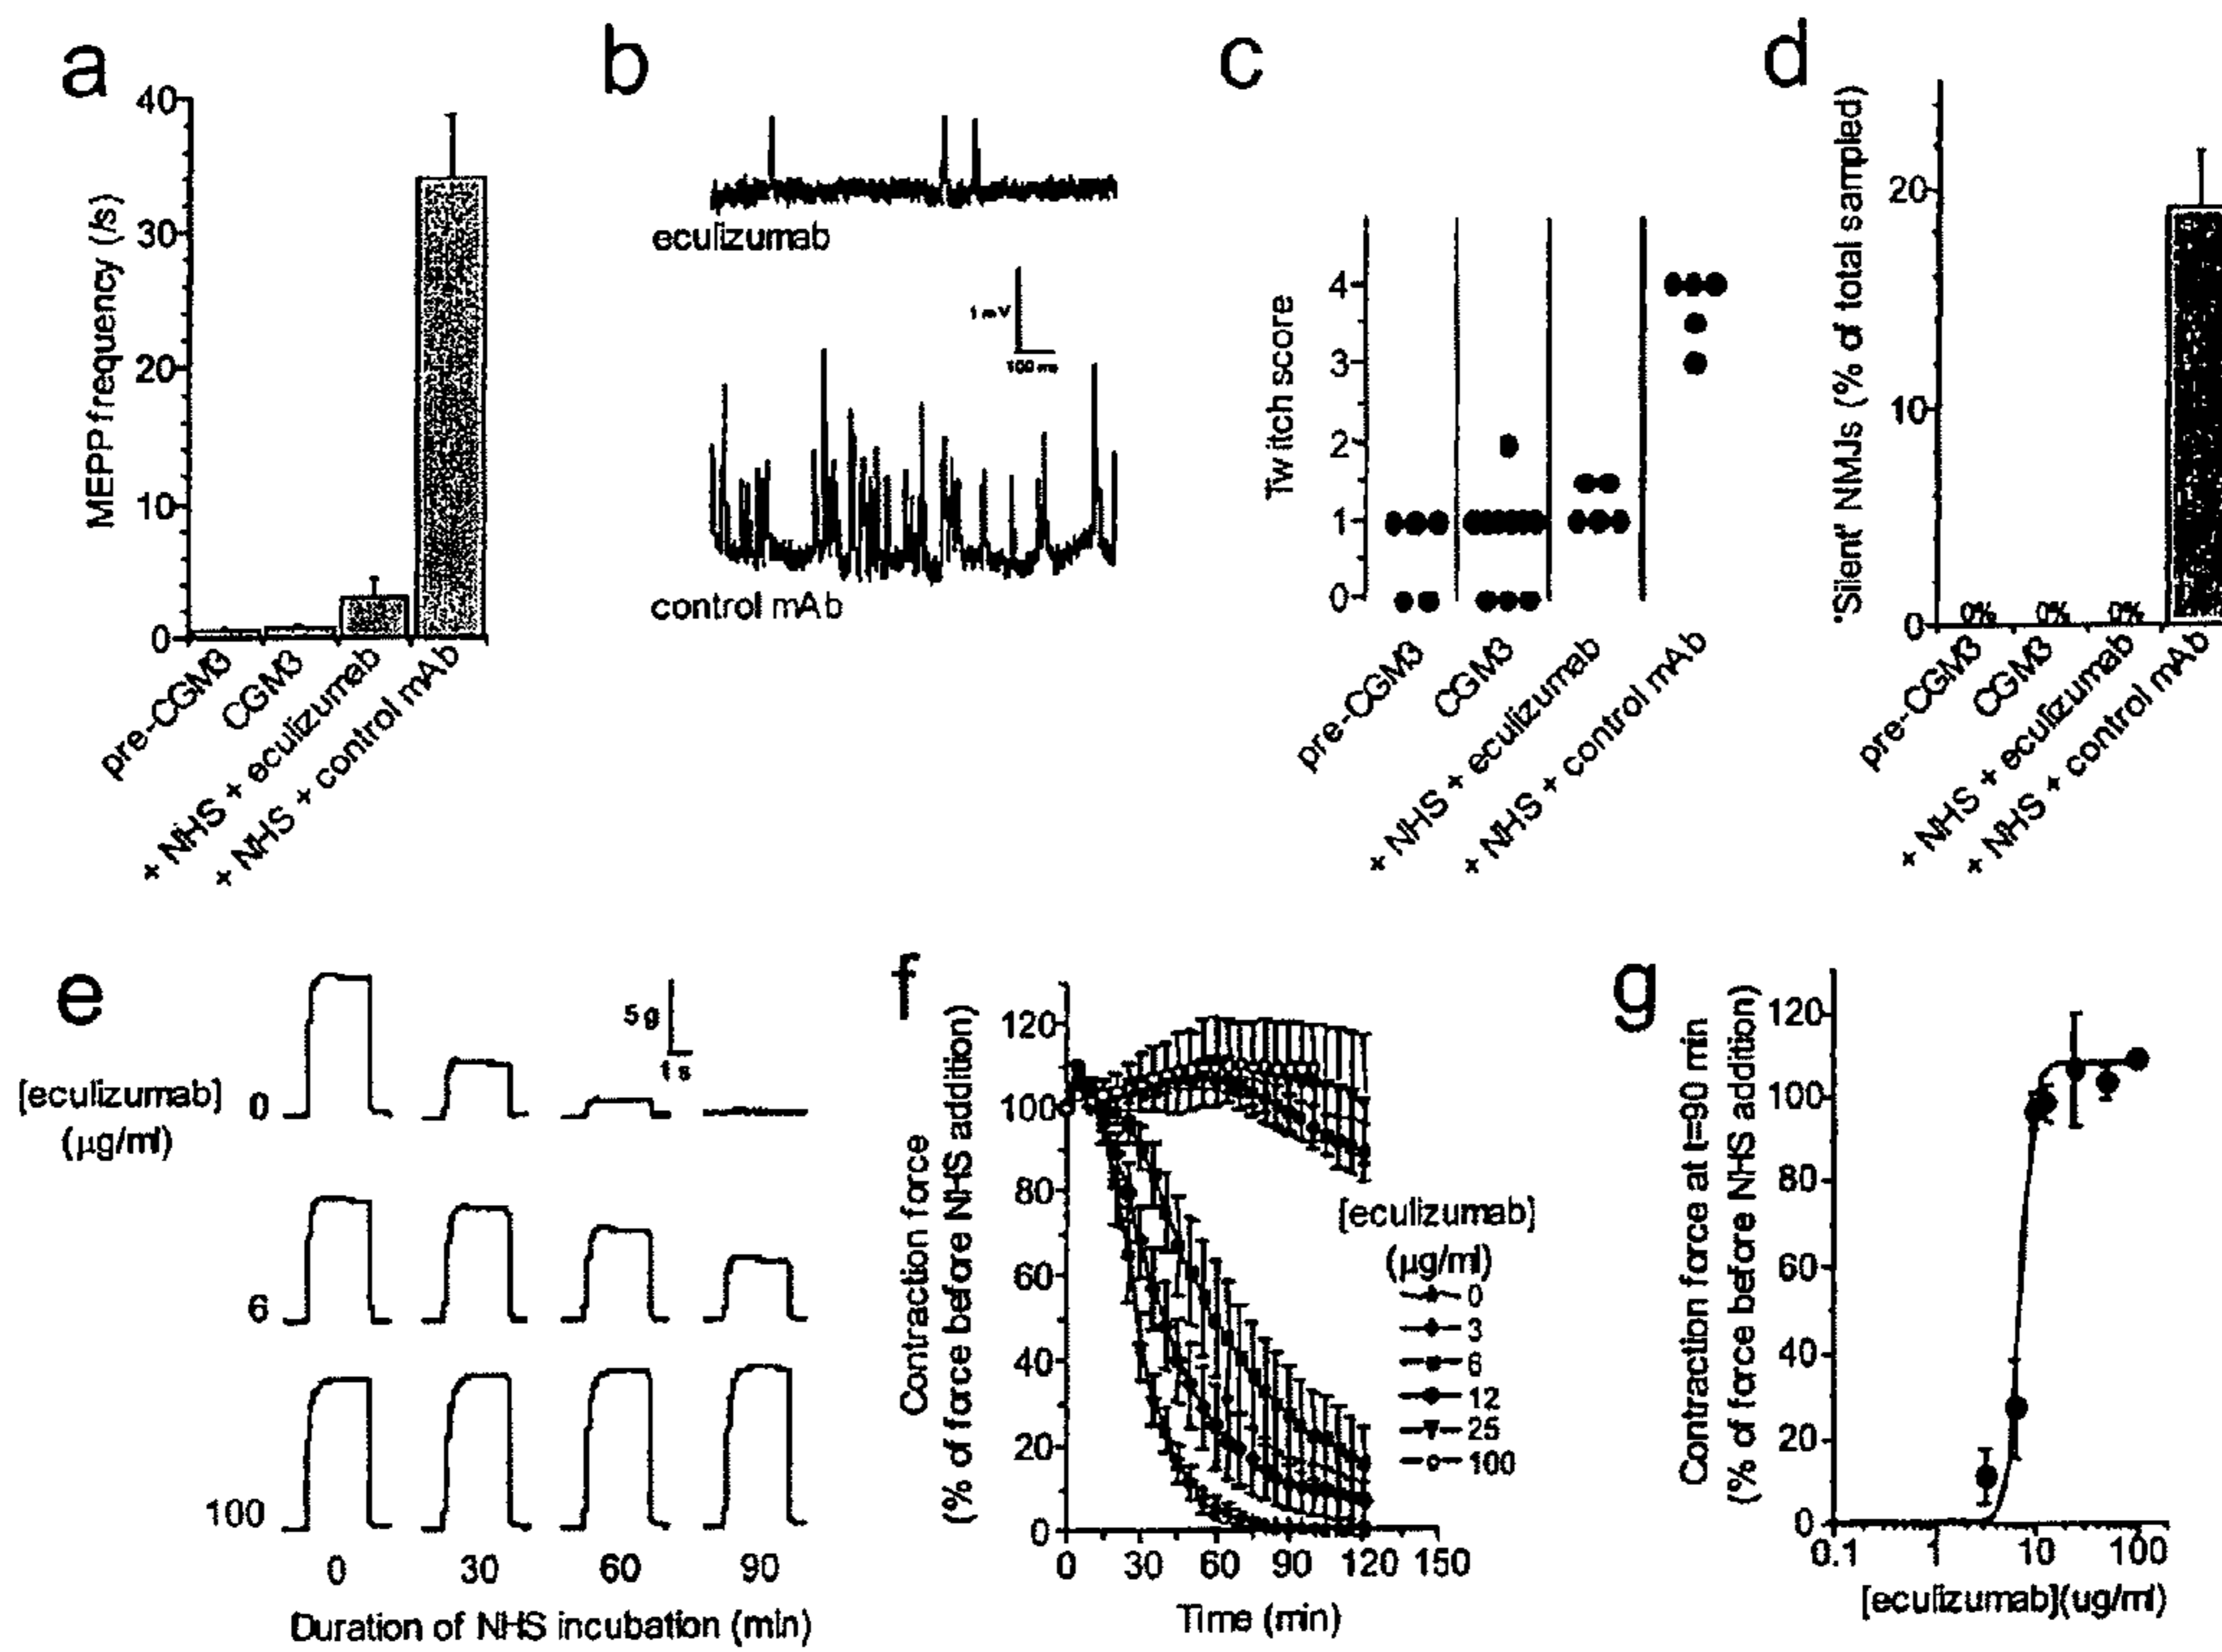 a
40
30
20
10
0
MEPP frequency (/s)
pre-CGM3
CGM3
+ NHS + eculizumab
+ NHS + control mAb
b
eculizumab
1 mV
100 ms
control mAb
c
Twitch score
4
3
2
1
0
pre-CGM3
CGM3
+ NHS + eculizumab
+ NHS + control mAb
d
'Silent' NMJs (% of total sampled)
20
10
0
0% 0% 0%
pre-CGM3
CGM3
+ NHS + eculizumab
+ NHS + control mAb
e
[eculizumab]
(µg/ml)
0
6
100
5 g
1 s
0 30 60 90
Duration of NHS incubation (min)
f
Contraction force
(% of force before NHS addition)
120
100
80
60
40
20
0
0 30 60 90 120 150
Time (min)
[eculizumab]
(µg/ml)
0
3
6
12
25
100
g
Contraction force at t=90 min
(% of force before NHS addition)
120
100
80
60
40
20
0
0.1 1 10 100
[eculizumab](ug/ml)